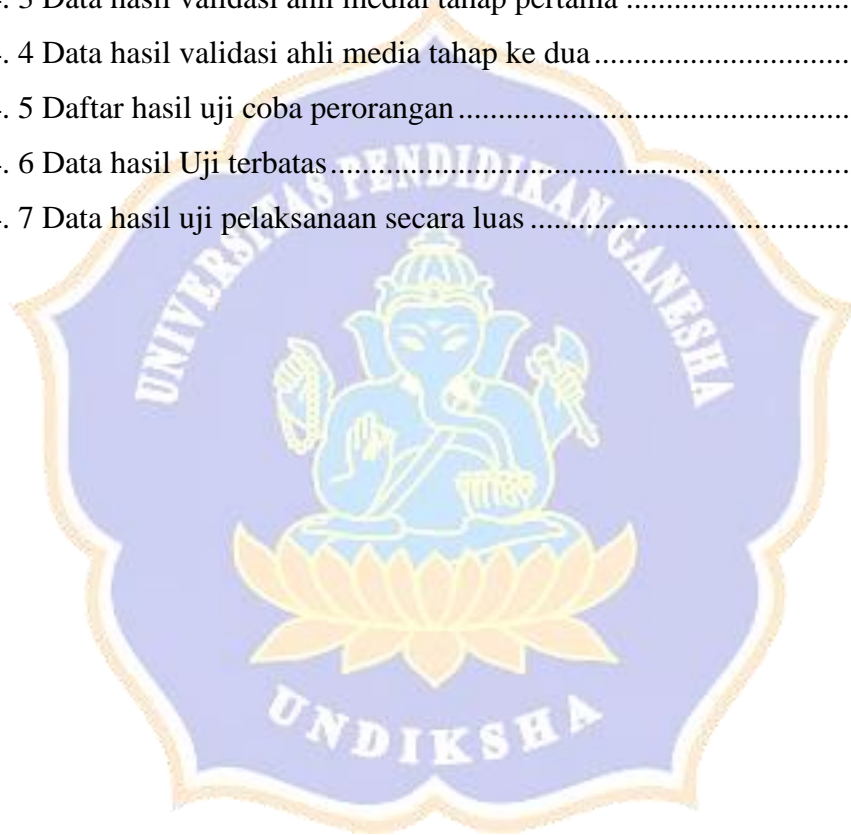 . 3 Data hasil validasi ahli medial tahap pertama ............................
. 4 Data hasil validasi ahli media tahap ke dua ................................
. 5 Daftar hasil uji coba perorangan .................................................
. 6 Data hasil Uji terbatas .................................................................
. 7 Data hasil uji pelaksanaan secara luas ........................................
UNIVERSITAS PENDIDIKAN GANESHA
UNDIKSHA